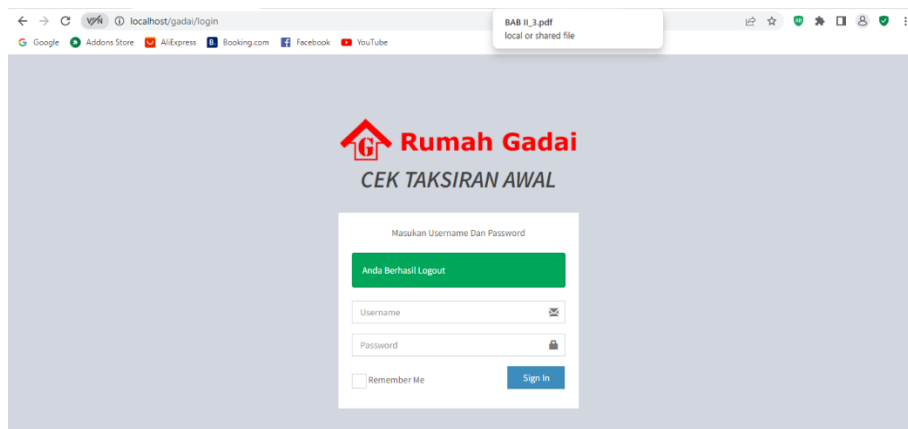 VPN localhost/gadai/login
BAB II_3.pdf
local or shared file
Google Addons Store AliExpress Booking.com Facebook YouTube
G Rumah Gadai
CEK TAKSIRAN AWAL
Masukan Username Dan Password
Anda Berhasil Logout
Username
Password
Remember Me Sign In